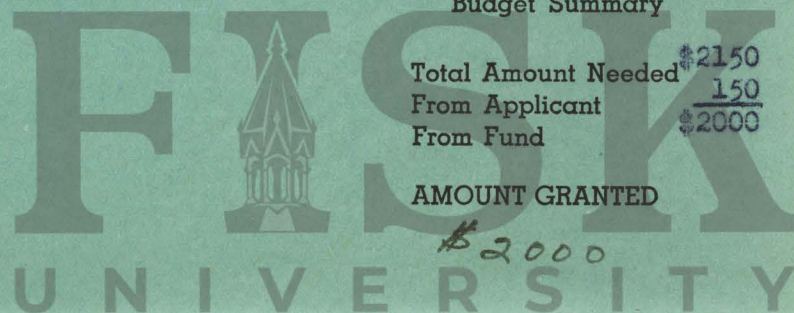 Budget Summary
Total Amount Needed $2150
From Applicant 150
From Fund $2000
AMOUNT GRANTED
$2000
FISK
UNIVERSITY